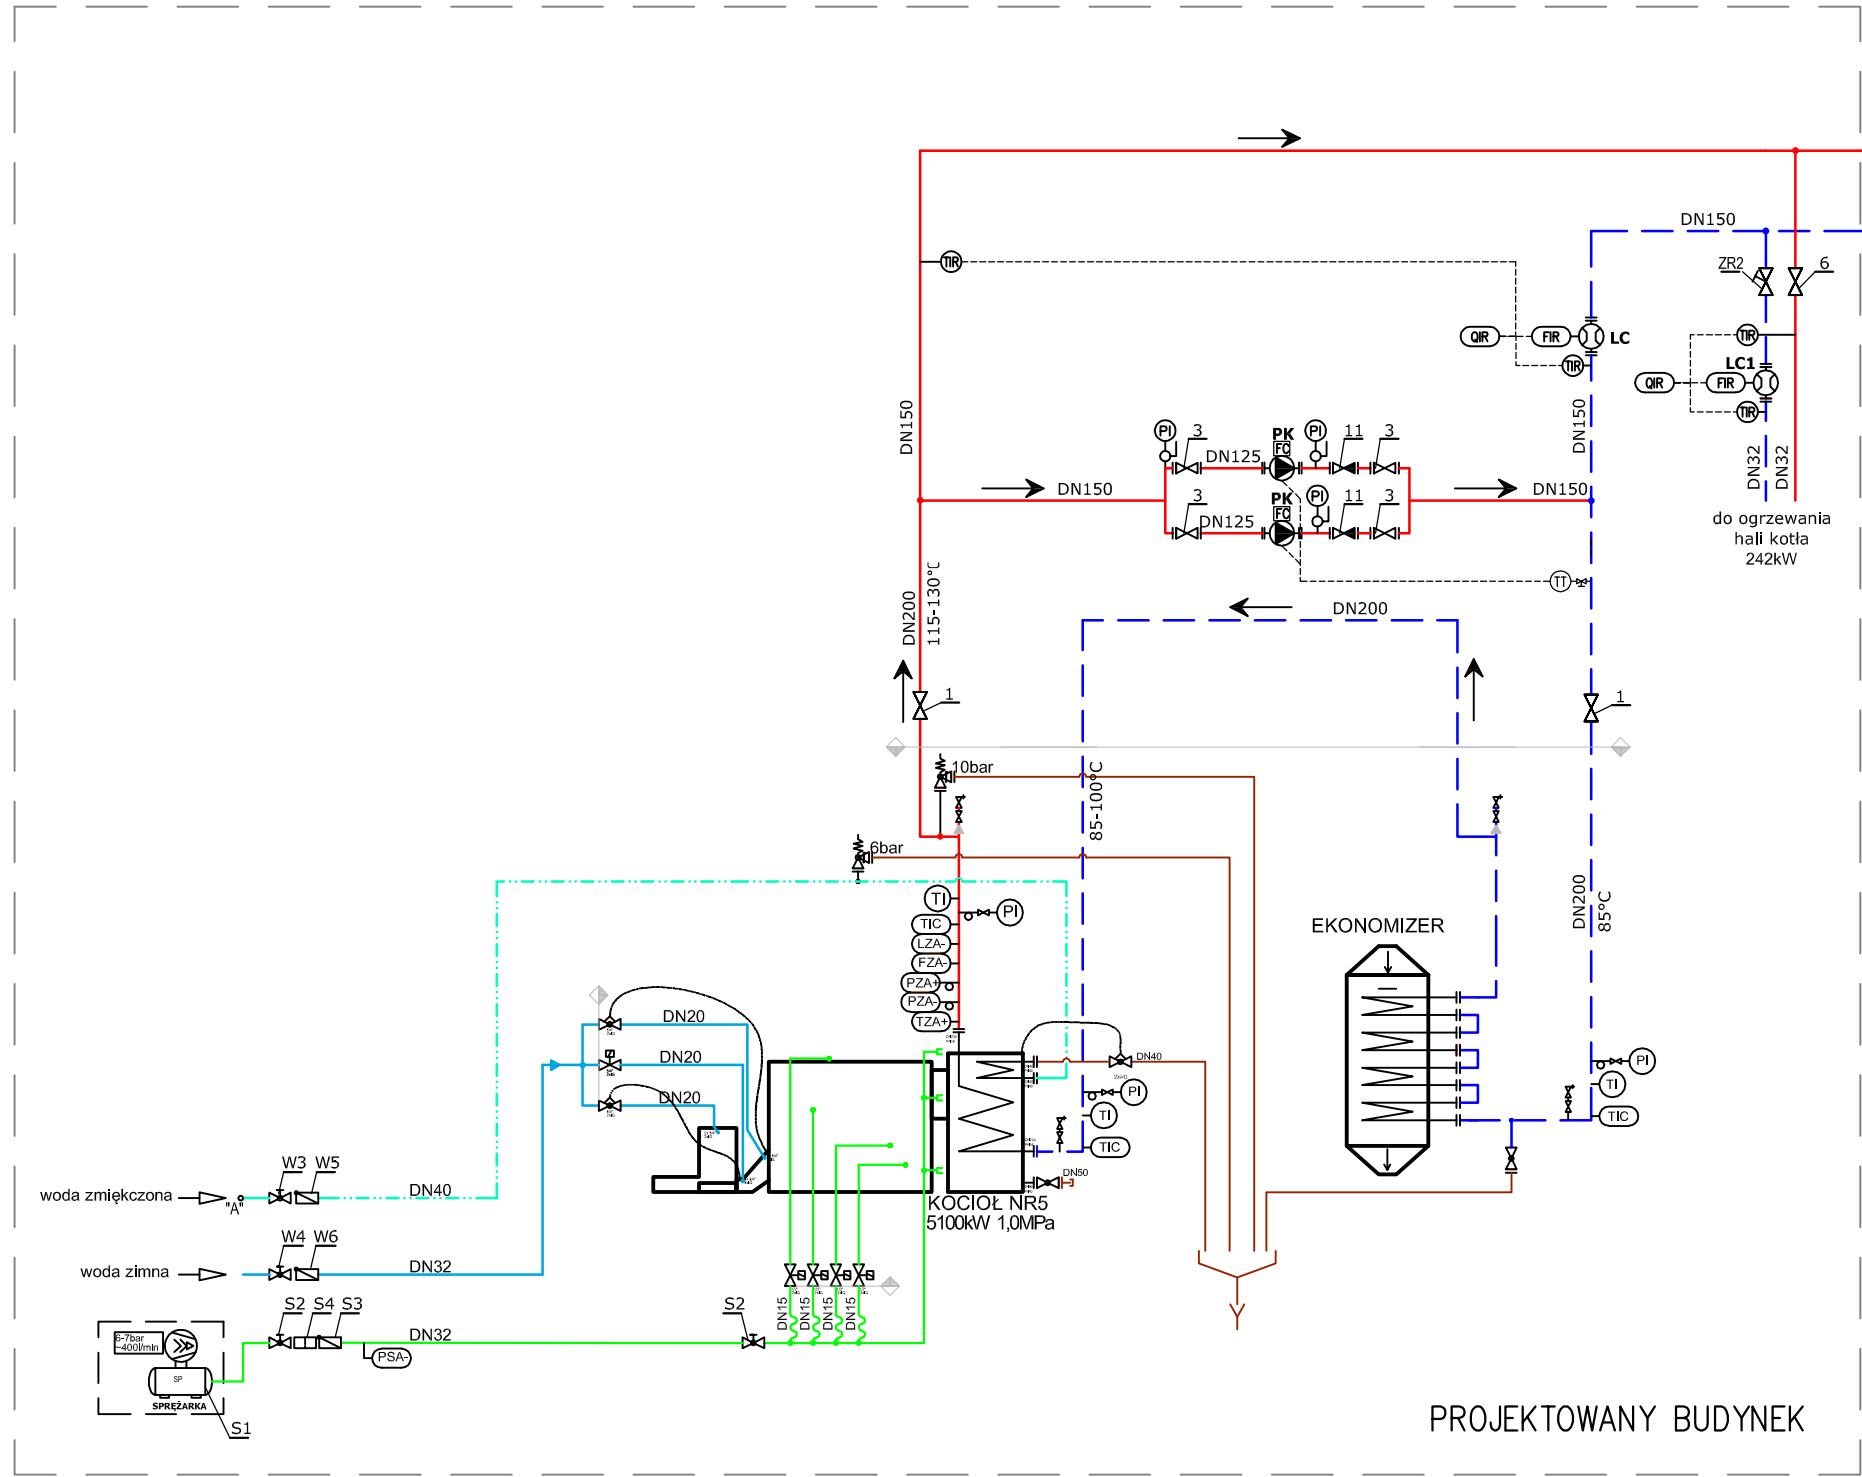 DN150
ZR2
6
TIR
QIR
FIR
LC
TIR
TIR
LC1
QIR
FIR
TIR
DN150
DN150
DN32
DN32
PI
3
PK
FC
PI
11
3
DN125
DN150
DN150
3
PK
FC
PI
11
3
DN125
do ogrzewania
hali kotła
242kW
TT
DN200
115-130°C
DN200
1
1
10bar
85-100°C
6bar
TI
PI
TIC
LZA-
FZA-
PZA+
PZA-
TZA+
EKONOMIZER
DN200
85°C
DN20
DN20
DN20
DN40
PI
TI
TIC
PI
TI
TIC
DN50
KOCIOŁ NR5
5100kW 1,0MPa
W3
W5
woda zmiękczona
"A"
DN40
W4
W6
woda zimna
DN32
S2
S4
S3
DN32
PSA-
S2
DN15
DN15
DN15
DN15
6-7bar
~400l/min
SP
SPRĘŻARKA
S1
PROJEKTOWANY BUDYNEK